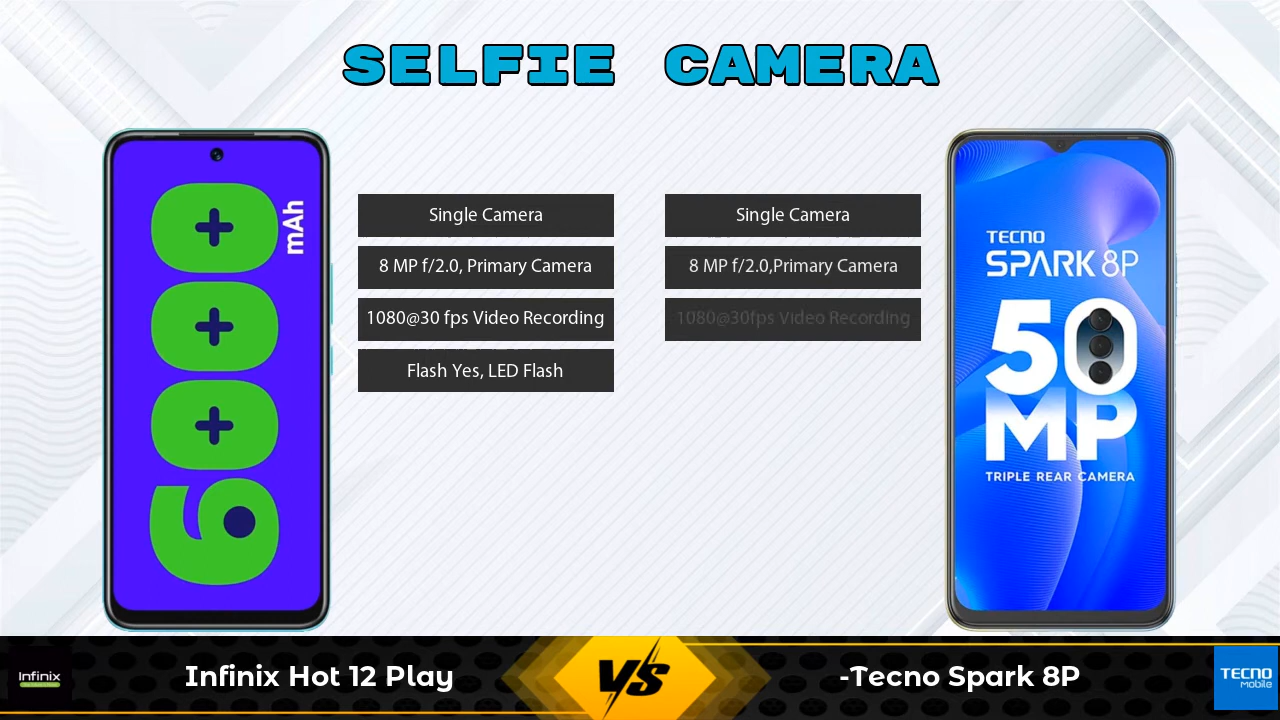 SELFIE CAMERA
6000
mAh
Single Camera
8 MP f/2.0, Primary Camera
1080@30 fps Video Recording
Flash Yes, LED Flash
Single Camera
8 MP f/2.0,Primary Camera
1080@30fps Video Recording
TECNO
SPARK 8P
50
MP
TRIPLE REAR CAMERA
Infinix
Infinix Hot 12 Play
VS
-Tecno Spark 8P
TECNO
mobile